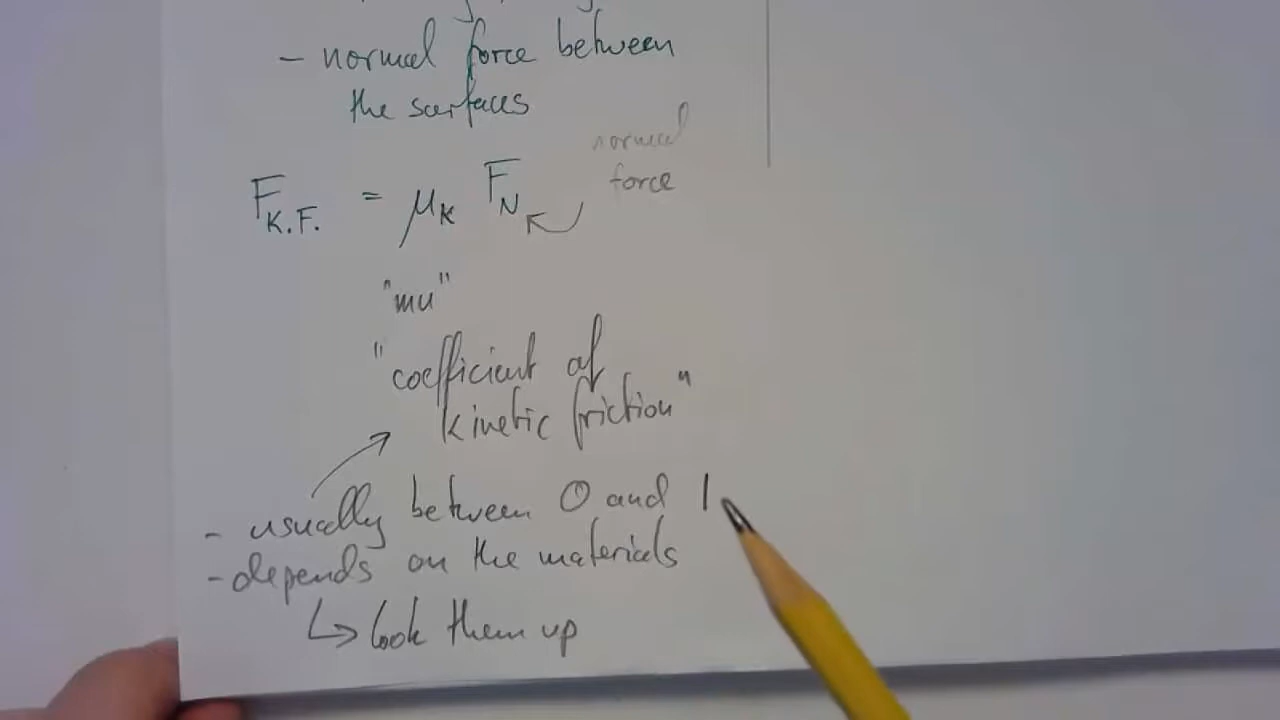 - normal force between
the surfaces
normal
force
F_K.F. = μ_K F_N
"mu"
"coefficient of
kinetic friction"
- usually between 0 and 1
- depends on the materials
↳ look them up